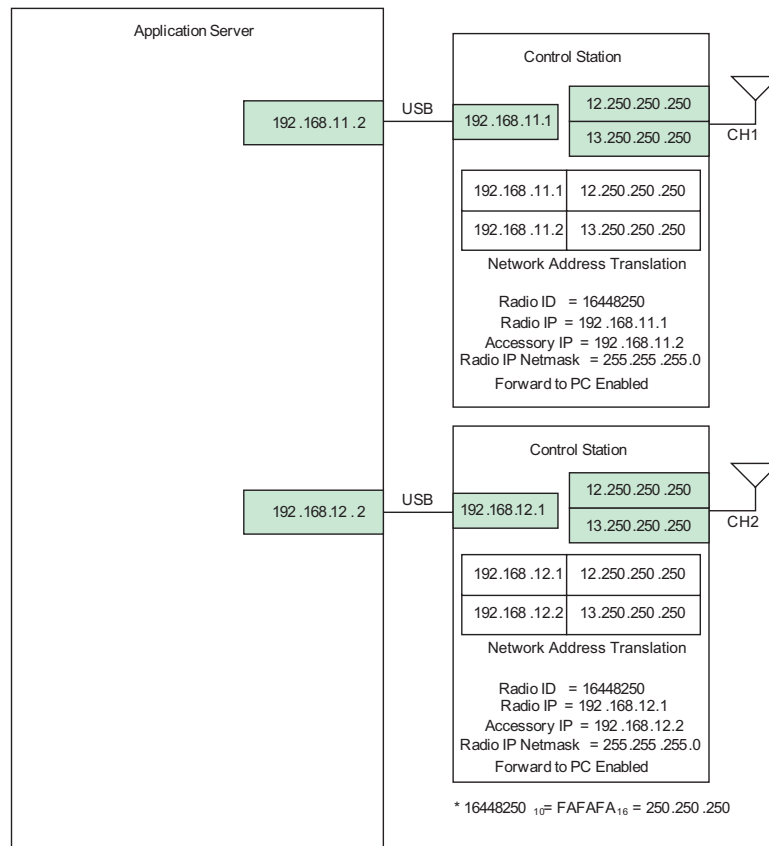 Application Server
Control Station
192.168.11.2
USB
192.168.11.1
12.250.250.250
13.250.250.250
CH1
192.168.11.1 12.250.250.250
192.168.11.2 13.250.250.250
Network Address Translation
Radio ID = 16448250
Radio IP = 192.168.11.1
Accessory IP = 192.168.11.2
Radio IP Netmask = 255.255.255.0
Forward to PC Enabled
Control Station
192.168.12.2
USB
192.168.12.1
12.250.250.250
13.250.250.250
CH2
192.168.12.1 12.250.250.250
192.168.12.2 13.250.250.250
Network Address Translation
Radio ID = 16448250
Radio IP = 192.168.12.1
Accessory IP = 192.168.12.2
Radio IP Netmask = 255.255.255.0
Forward to PC Enabled
* 16448250 10= FAFAFA16 = 250.250.250